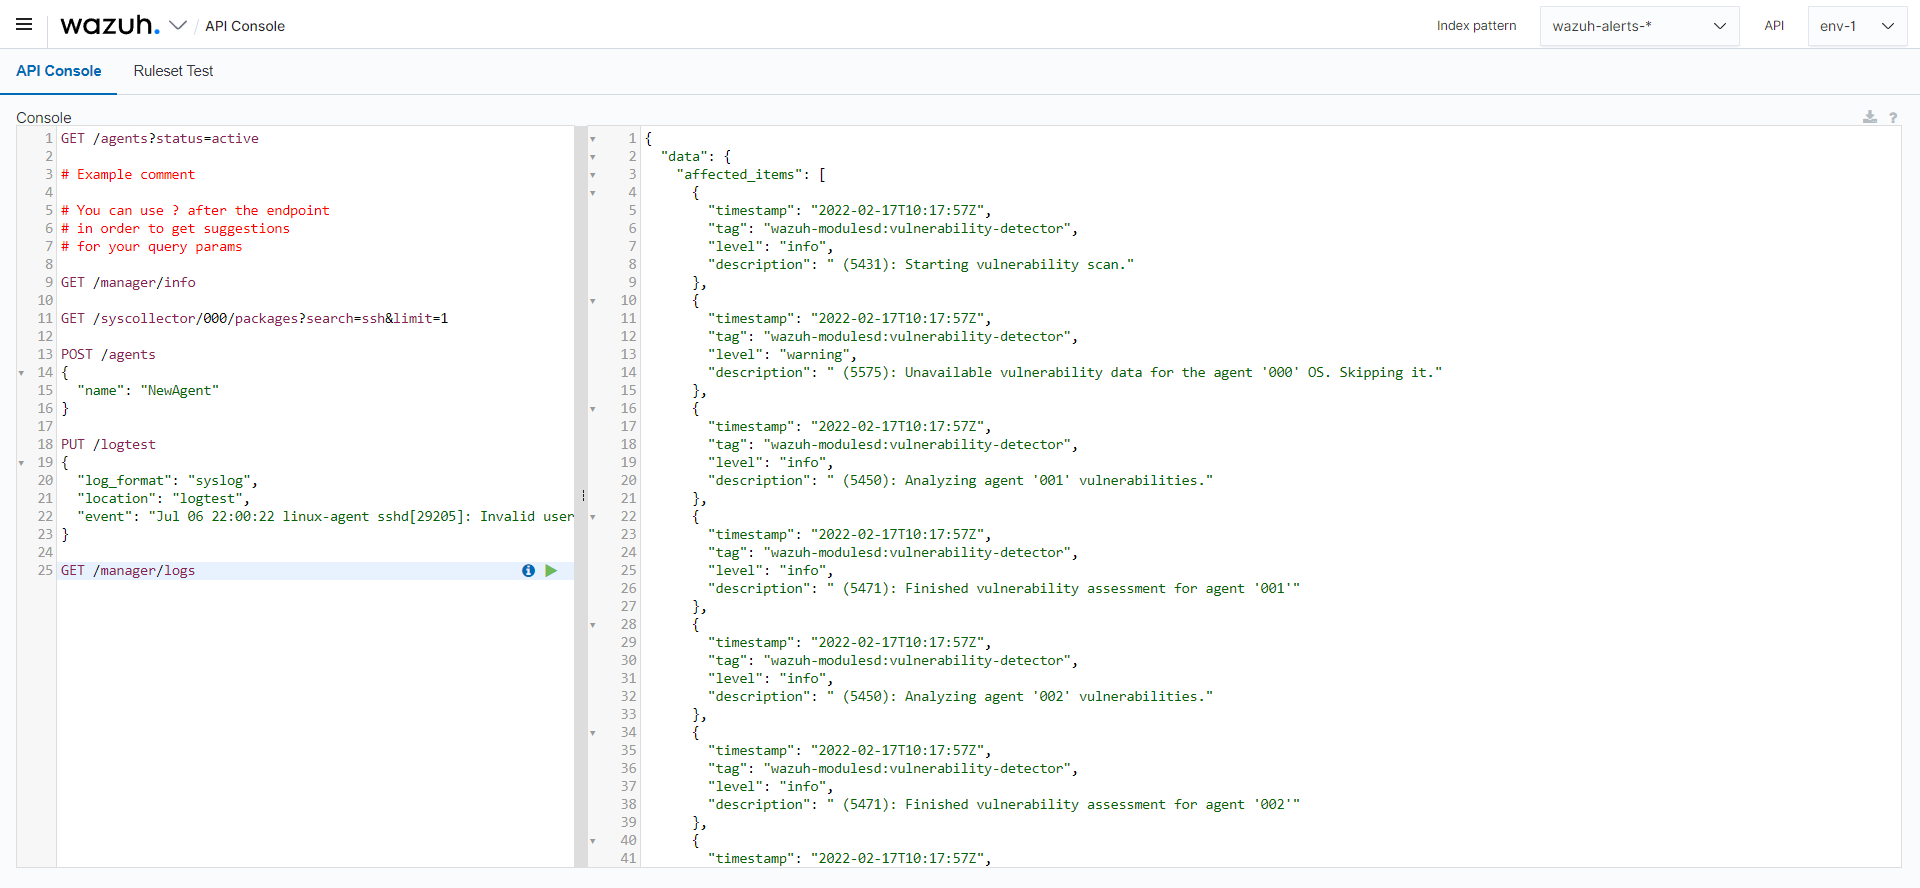 wazuh. / API Console
Index pattern wazuh-alerts-* API env-1
API Console Ruleset Test
Console
?
1 GET /agents?status=active
2
3 # Example comment
4
5 # You can use ? after the endpoint
6 # in order to get suggestions
7 # for your query params
8
9 GET /manager/info
10
11 GET /syscollector/000/packages?search=ssh&limit=1
12
13 POST /agents
14 {
15 "name": "NewAgent"
16 }
17
18 PUT /logtest
19 {
20 "log_format": "syslog",
21 "location": "logtest",
22 "event": "Jul 06 22:00:22 linux-agent sshd[29205]: Invalid user
23 }
24
25 GET /manager/logs
1 {
2 "data": {
3 "affected_items": [
4 {
5 "timestamp": "2022-02-17T10:17:57Z",
6 "tag": "wazuh-modulesd:vulnerability-detector",
7 "level": "info",
8 "description": " (5431): Starting vulnerability scan."
9 },
10 {
11 "timestamp": "2022-02-17T10:17:57Z",
12 "tag": "wazuh-modulesd:vulnerability-detector",
13 "level": "warning",
14 "description": " (5575): Unavailable vulnerability data for the agent '000' OS. Skipping it."
15 },
16 {
17 "timestamp": "2022-02-17T10:17:57Z",
18 "tag": "wazuh-modulesd:vulnerability-detector",
19 "level": "info",
20 "description": " (5450): Analyzing agent '001' vulnerabilities."
21 },
22 {
23 "timestamp": "2022-02-17T10:17:57Z",
24 "tag": "wazuh-modulesd:vulnerability-detector",
25 "level": "info",
26 "description": " (5471): Finished vulnerability assessment for agent '001'"
27 },
28 {
29 "timestamp": "2022-02-17T10:17:57Z",
30 "tag": "wazuh-modulesd:vulnerability-detector",
31 "level": "info",
32 "description": " (5450): Analyzing agent '002' vulnerabilities."
33 },
34 {
35 "timestamp": "2022-02-17T10:17:57Z",
36 "tag": "wazuh-modulesd:vulnerability-detector",
37 "level": "info",
38 "description": " (5471): Finished vulnerability assessment for agent '002'"
39 },
40 {
41 "timestamp": "2022-02-17T10:17:57Z",